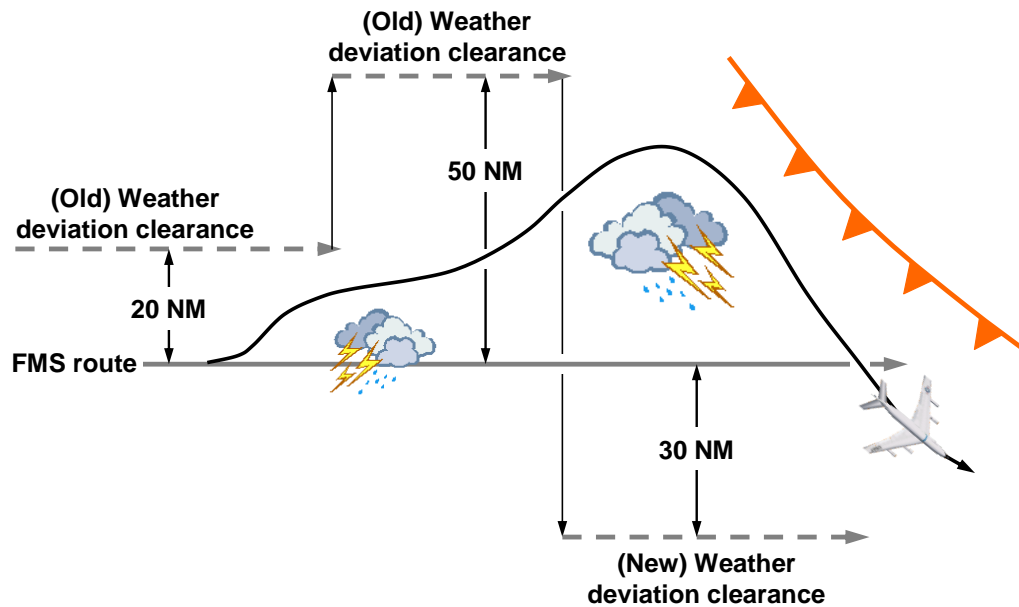 (Old) Weather
deviation clearance
50 NM
(Old) Weather
deviation clearance
20 NM
FMS route
30 NM
(New) Weather
deviation clearance